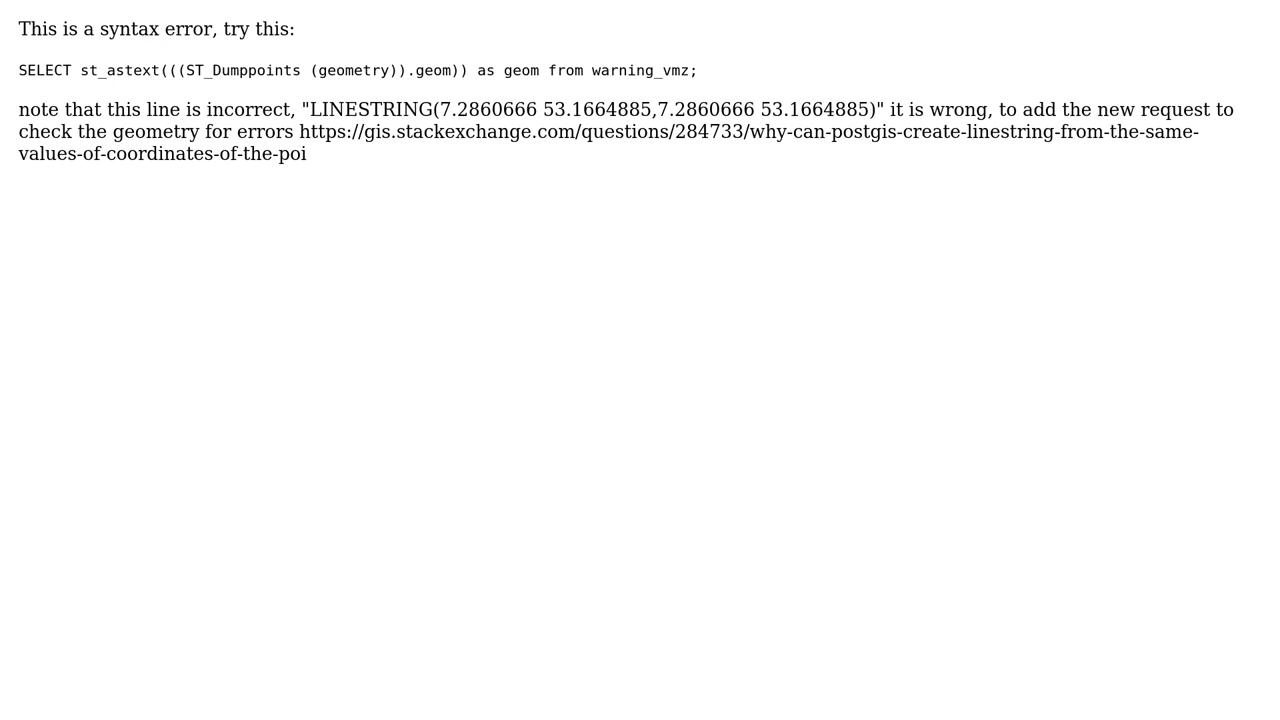 This is a syntax error, try this:
SELECT st_astext(((ST_Dumppoints (geometry)).geom)) as geom from warning_vmz;
note that this line is incorrect, "LINESTRING(7.2860666 53.1664885,7.2860666 53.1664885)" it is wrong, to add the new request to
check the geometry for errors https://gis.stackexchange.com/questions/284733/why-can-postgis-create-linestring-from-the-same-
values-of-coordinates-of-the-poi